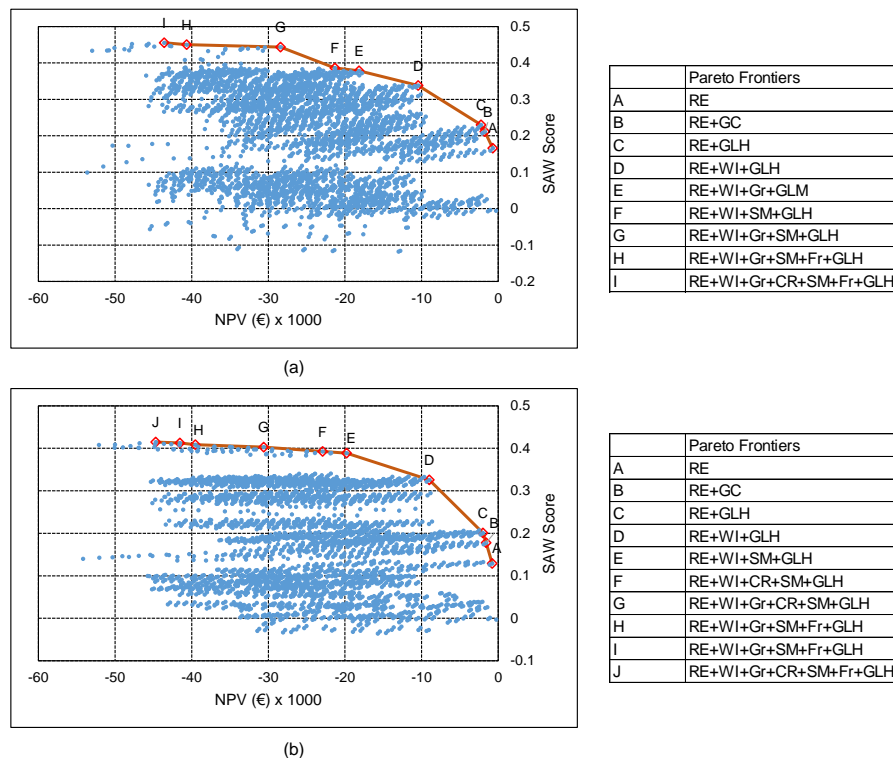 I H G F E D C B A
0.5
0.4
0.3
0.2
0.1
0
-0.1
-0.2
SAW Score
-60 -50 -40 -30 -20 -10 0
NPV (€) x 1000
(a)
Pareto Frontiers
A RE
B RE+GC
C RE+GLH
D RE+WI+GLH
E RE+WI+Gr+GLM
F RE+WI+SM+GLH
G RE+WI+Gr+SM+GLH
H RE+WI+Gr+SM+Fr+GLH
I RE+WI+Gr+CR+SM+Fr+GLH
J I H G F E D C B A
0.5
0.4
0.3
0.2
0.1
0
-0.1
SAW Score
-60 -50 -40 -30 -20 -10 0
NPV (€) x 1000
(b)
Pareto Frontiers
A RE
B RE+GC
C RE+GLH
D RE+WI+GLH
E RE+WI+SM+GLH
F RE+WI+CR+SM+GLH
G RE+WI+Gr+CR+SM+GLH
H RE+WI+Gr+SM+Fr+GLH
I RE+WI+Gr+SM+Fr+GLH
J RE+WI+Gr+CR+SM+Fr+GLH